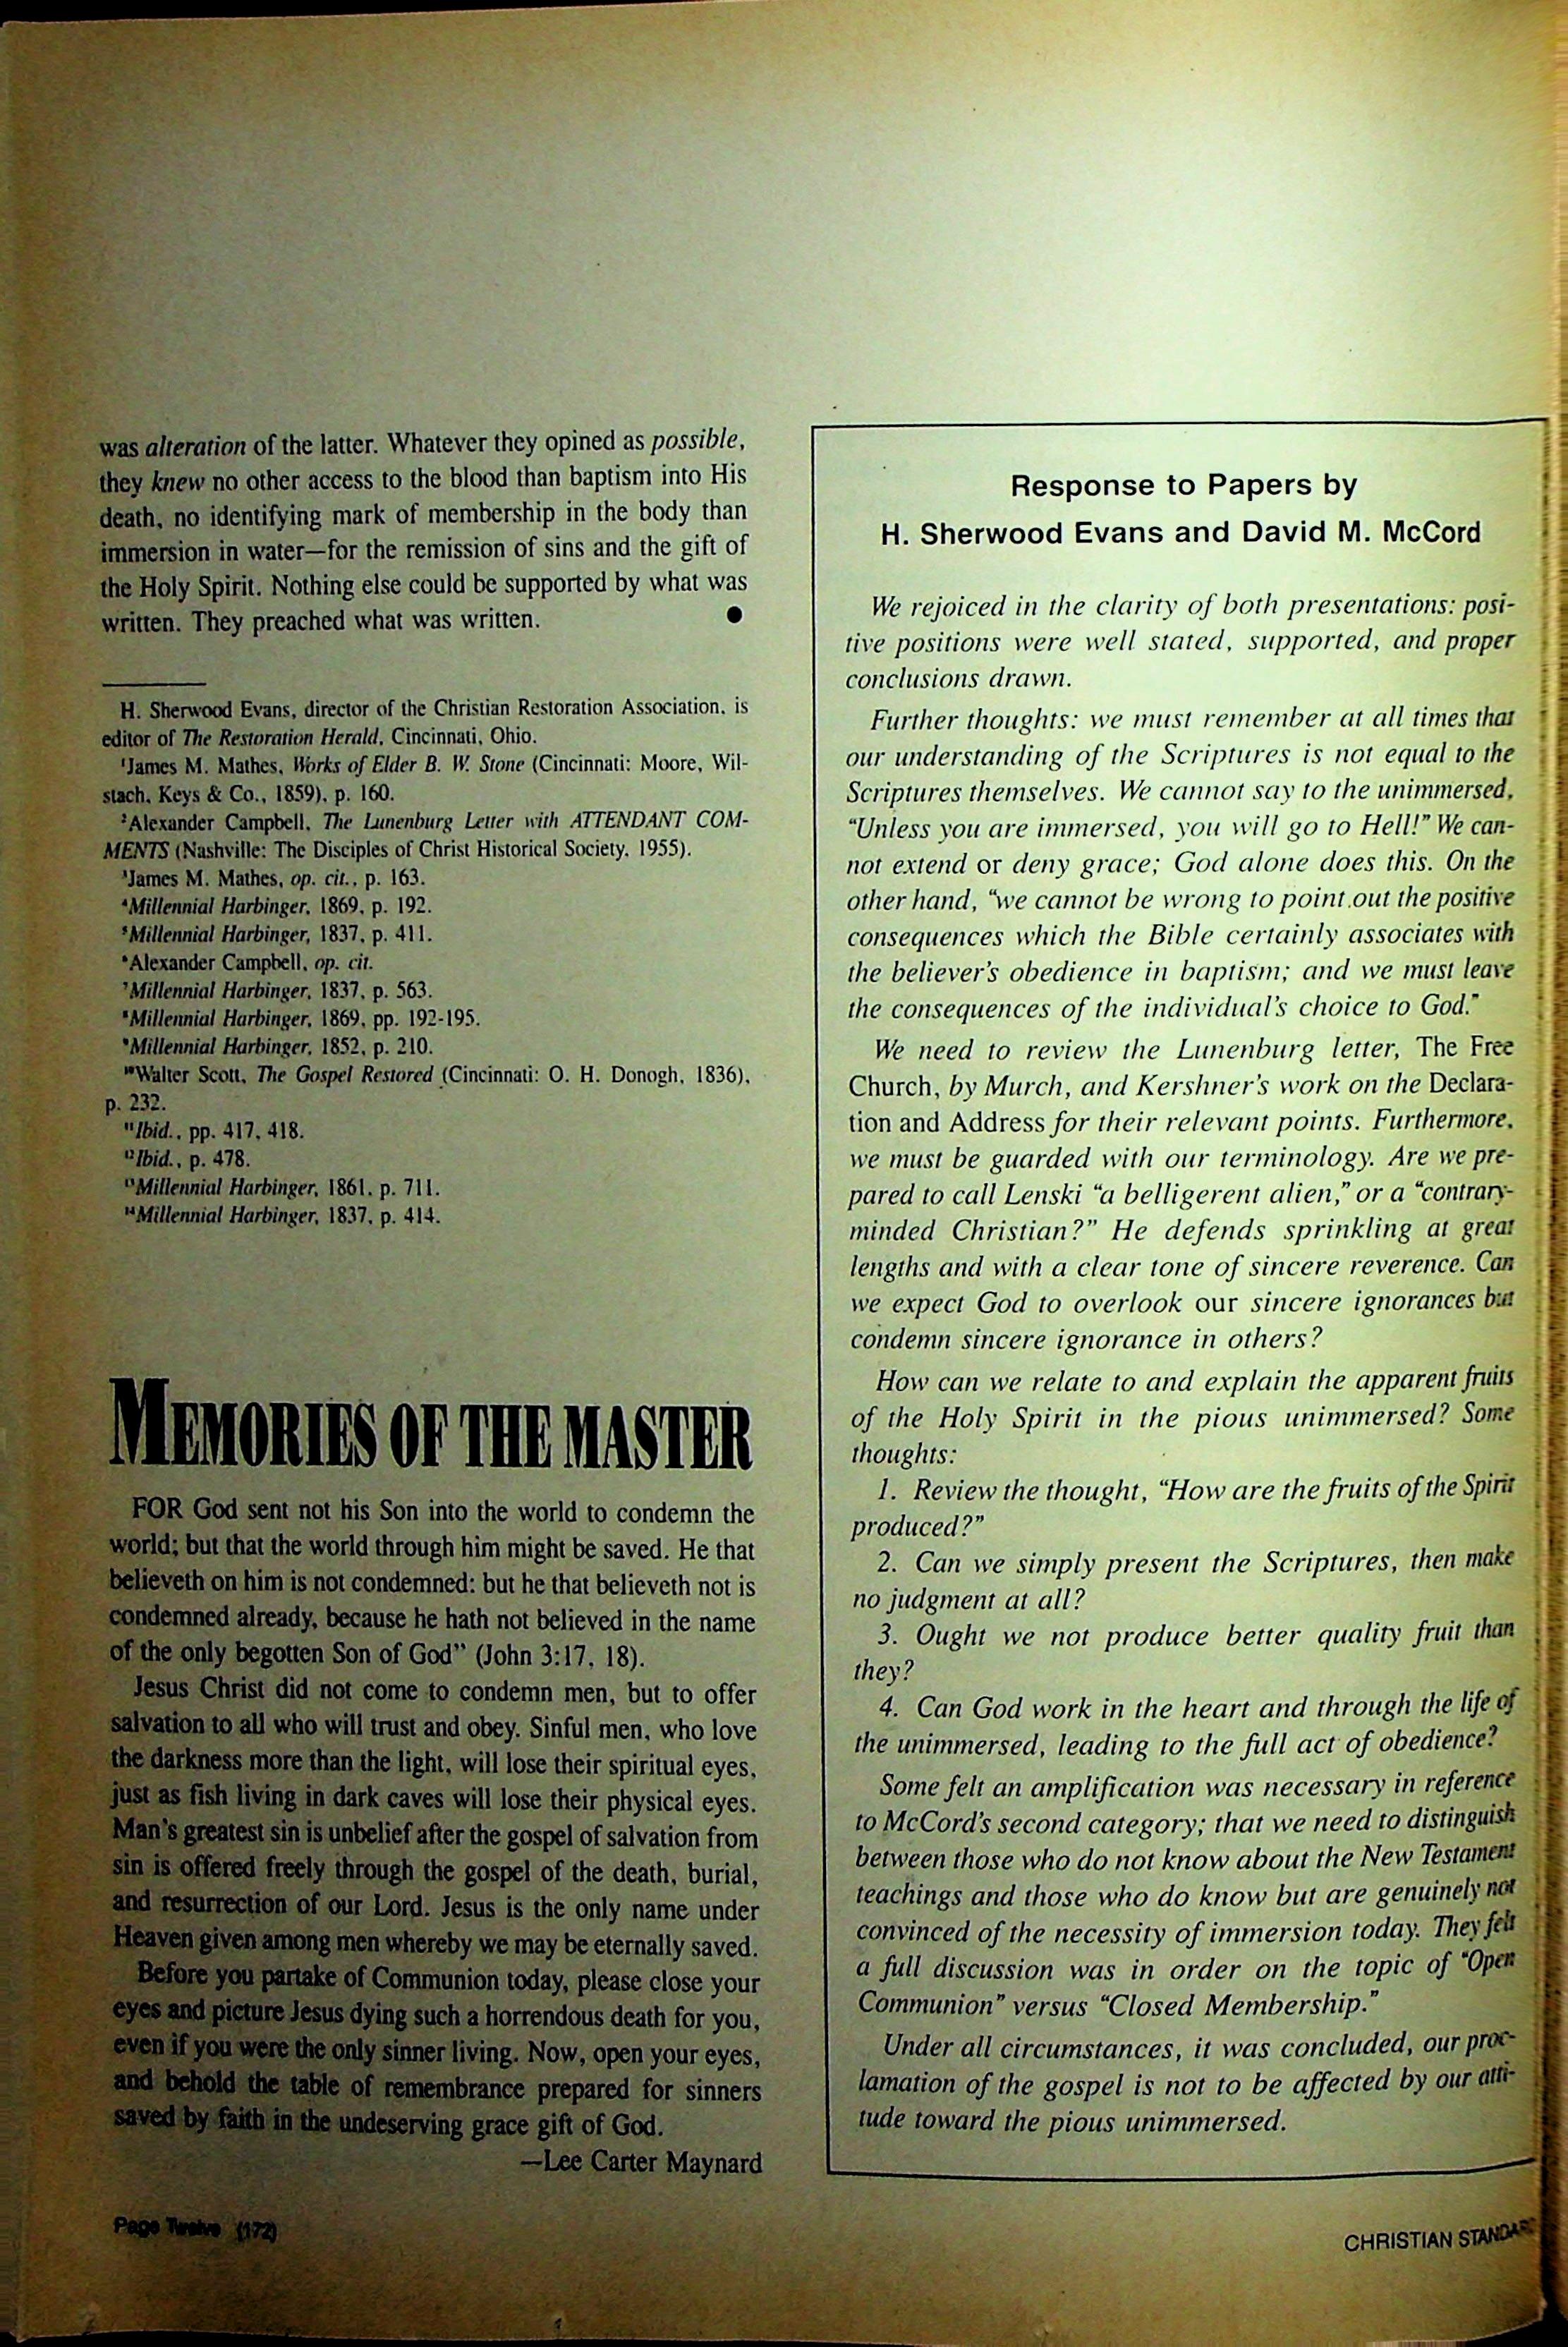 was alteration of the latter. Whatever they opined as possible,
they knew no other access to the blood than baptism into His
death, no identifying mark of membership in the body than
immersion in water—for the remission of sins and the gift of
the Holy Spirit. Nothing else could be supported by what was
written. They preached what was written. ●
H. Sherwood Evans, director of the Christian Restoration Association, is
editor of The Restoration Herald, Cincinnati, Ohio.
¹James M. Mathes, Works of Elder B. W. Stone (Cincinnati: Moore, Wil-
stach, Keys & Co., 1859), p. 160.
²Alexander Campbell, The Lunenburg Letter with ATTENDANT COM-
MENTS (Nashville: The Disciples of Christ Historical Society, 1955).
³James M. Mathes, op. cit., p. 163.
⁴Millennial Harbinger, 1869, p. 192.
⁵Millennial Harbinger, 1837, p. 411.
⁶Alexander Campbell, op. cit.
⁷Millennial Harbinger, 1837, p. 563.
⁸Millennial Harbinger, 1869, pp. 192-195.
⁹Millennial Harbinger, 1852, p. 210.
¹⁰Walter Scott, The Gospel Restored (Cincinnati: O. H. Donogh, 1836),
p. 232.
¹¹Ibid., pp. 417, 418.
¹²Ibid., p. 478.
¹³Millennial Harbinger, 1861, p. 711.
¹⁴Millennial Harbinger, 1837, p. 414.
MEMORIES OF THE MASTER
FOR God sent not his Son into the world to condemn the
world; but that the world through him might be saved. He that
believeth on him is not condemned: but he that believeth not is
condemned already, because he hath not believed in the name
of the only begotten Son of God" (John 3:17, 18).
Jesus Christ did not come to condemn men, but to offer
salvation to all who will trust and obey. Sinful men, who love
the darkness more than the light, will lose their spiritual eyes,
just as fish living in dark caves will lose their physical eyes.
Man's greatest sin is unbelief after the gospel of salvation from
sin is offered freely through the gospel of the death, burial,
and resurrection of our Lord. Jesus is the only name under
Heaven given among men whereby we may be eternally saved.
Before you partake of Communion today, please close your
eyes and picture Jesus dying such a horrendous death for you,
even if you were the only sinner living. Now, open your eyes,
and behold the table of remembrance prepared for sinners
saved by faith in the undeserving grace gift of God.
—Lee Carter Maynard
Page Twelve (172)
Response to Papers by
H. Sherwood Evans and David M. McCord
We rejoiced in the clarity of both presentations: posi-
tive positions were well stated, supported, and proper
conclusions drawn.
Further thoughts: we must remember at all times that
our understanding of the Scriptures is not equal to the
Scriptures themselves. We cannot say to the unimmersed,
"Unless you are immersed, you will go to Hell!" We can-
not extend or deny grace; God alone does this. On the
other hand, "we cannot be wrong to point out the positive
consequences which the Bible certainly associates with
the believer's obedience in baptism; and we must leave
the consequences of the individual's choice to God."
We need to review the Lunenburg letter, The Free
Church, by Murch, and Kershner's work on the Declara-
tion and Address for their relevant points. Furthermore,
we must be guarded with our terminology. Are we pre-
pared to call Lenski "a belligerent alien," or a "contrary-
minded Christian?" He defends sprinkling at great
lengths and with a clear tone of sincere reverence. Can
we expect God to overlook our sincere ignorances but
condemn sincere ignorance in others?
How can we relate to and explain the apparent fruits
of the Holy Spirit in the pious unimmersed? Some
thoughts:
1. Review the thought, "How are the fruits of the Spirit
produced?"
2. Can we simply present the Scriptures, then make
no judgment at all?
3. Ought we not produce better quality fruit than
they?
4. Can God work in the heart and through the life of
the unimmersed, leading to the full act of obedience?
Some felt an amplification was necessary in reference
to McCord's second category; that we need to distinguish
between those who do not know about the New Testament
teachings and those who do know but are genuinely not
convinced of the necessity of immersion today. They felt
a full discussion was in order on the topic of "Open
Communion" versus "Closed Membership."
Under all circumstances, it was concluded, our proc-
lamation of the gospel is not to be affected by our atti-
tude toward the pious unimmersed.
CHRISTIAN STANDAR